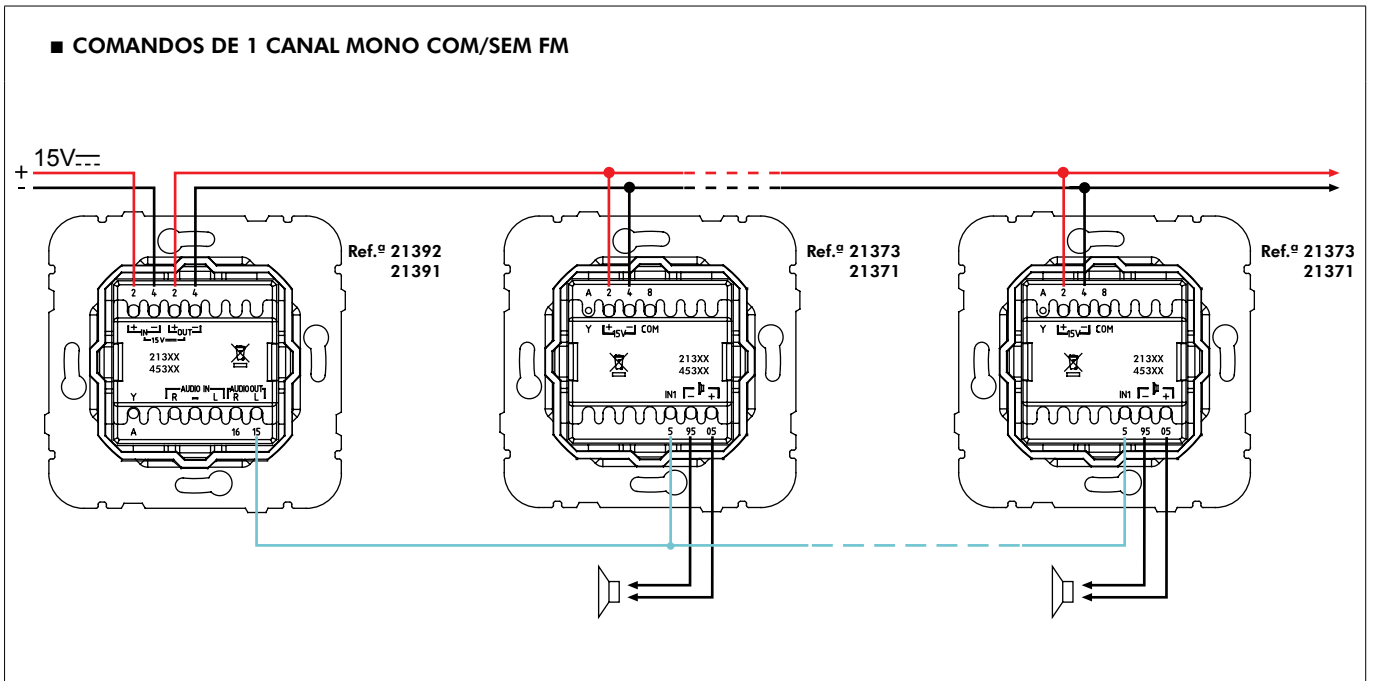 ■ COMANDOS DE 1 CANAL MONO COM/SEM FM
15V
+
-
Ref.ª 21392
21391
2 4 2 4
+ IN - + OUT -
15V
213XX
453XX
AUDIO IN AUDIO OUT
Y R L R L
A 16 15
Ref.ª 21373
21371
A 2 4 8
Y + 15V - COM
213XX
453XX
IN1 - +
5 95 05
Ref.ª 21373
21371
A 2 4 8
Y + 15V - COM
213XX
453XX
IN1 - +
5 95 05